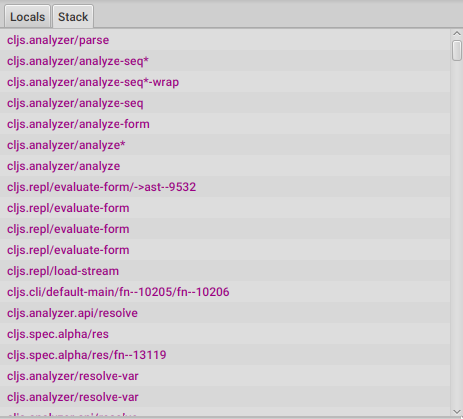 Locals Stack
cljs.analyzer/parse
cljs.analyzer/analyze-seq*
cljs.analyzer/analyze-seq*-wrap
cljs.analyzer/analyze-seq
cljs.analyzer/analyze-form
cljs.analyzer/analyze*
cljs.analyzer/analyze
cljs.repl/evaluate-form/->ast--9532
cljs.repl/evaluate-form
cljs.repl/evaluate-form
cljs.repl/evaluate-form
cljs.repl/load-stream
cljs.cli/default-main/fn--10205/fn--10206
cljs.analyzer.api/resolve
cljs.spec.alpha/res
cljs.spec.alpha/res/fn--13119
cljs.analyzer/resolve-var
cljs.analyzer/resolve-var
cljs.analyzer.api/resolve